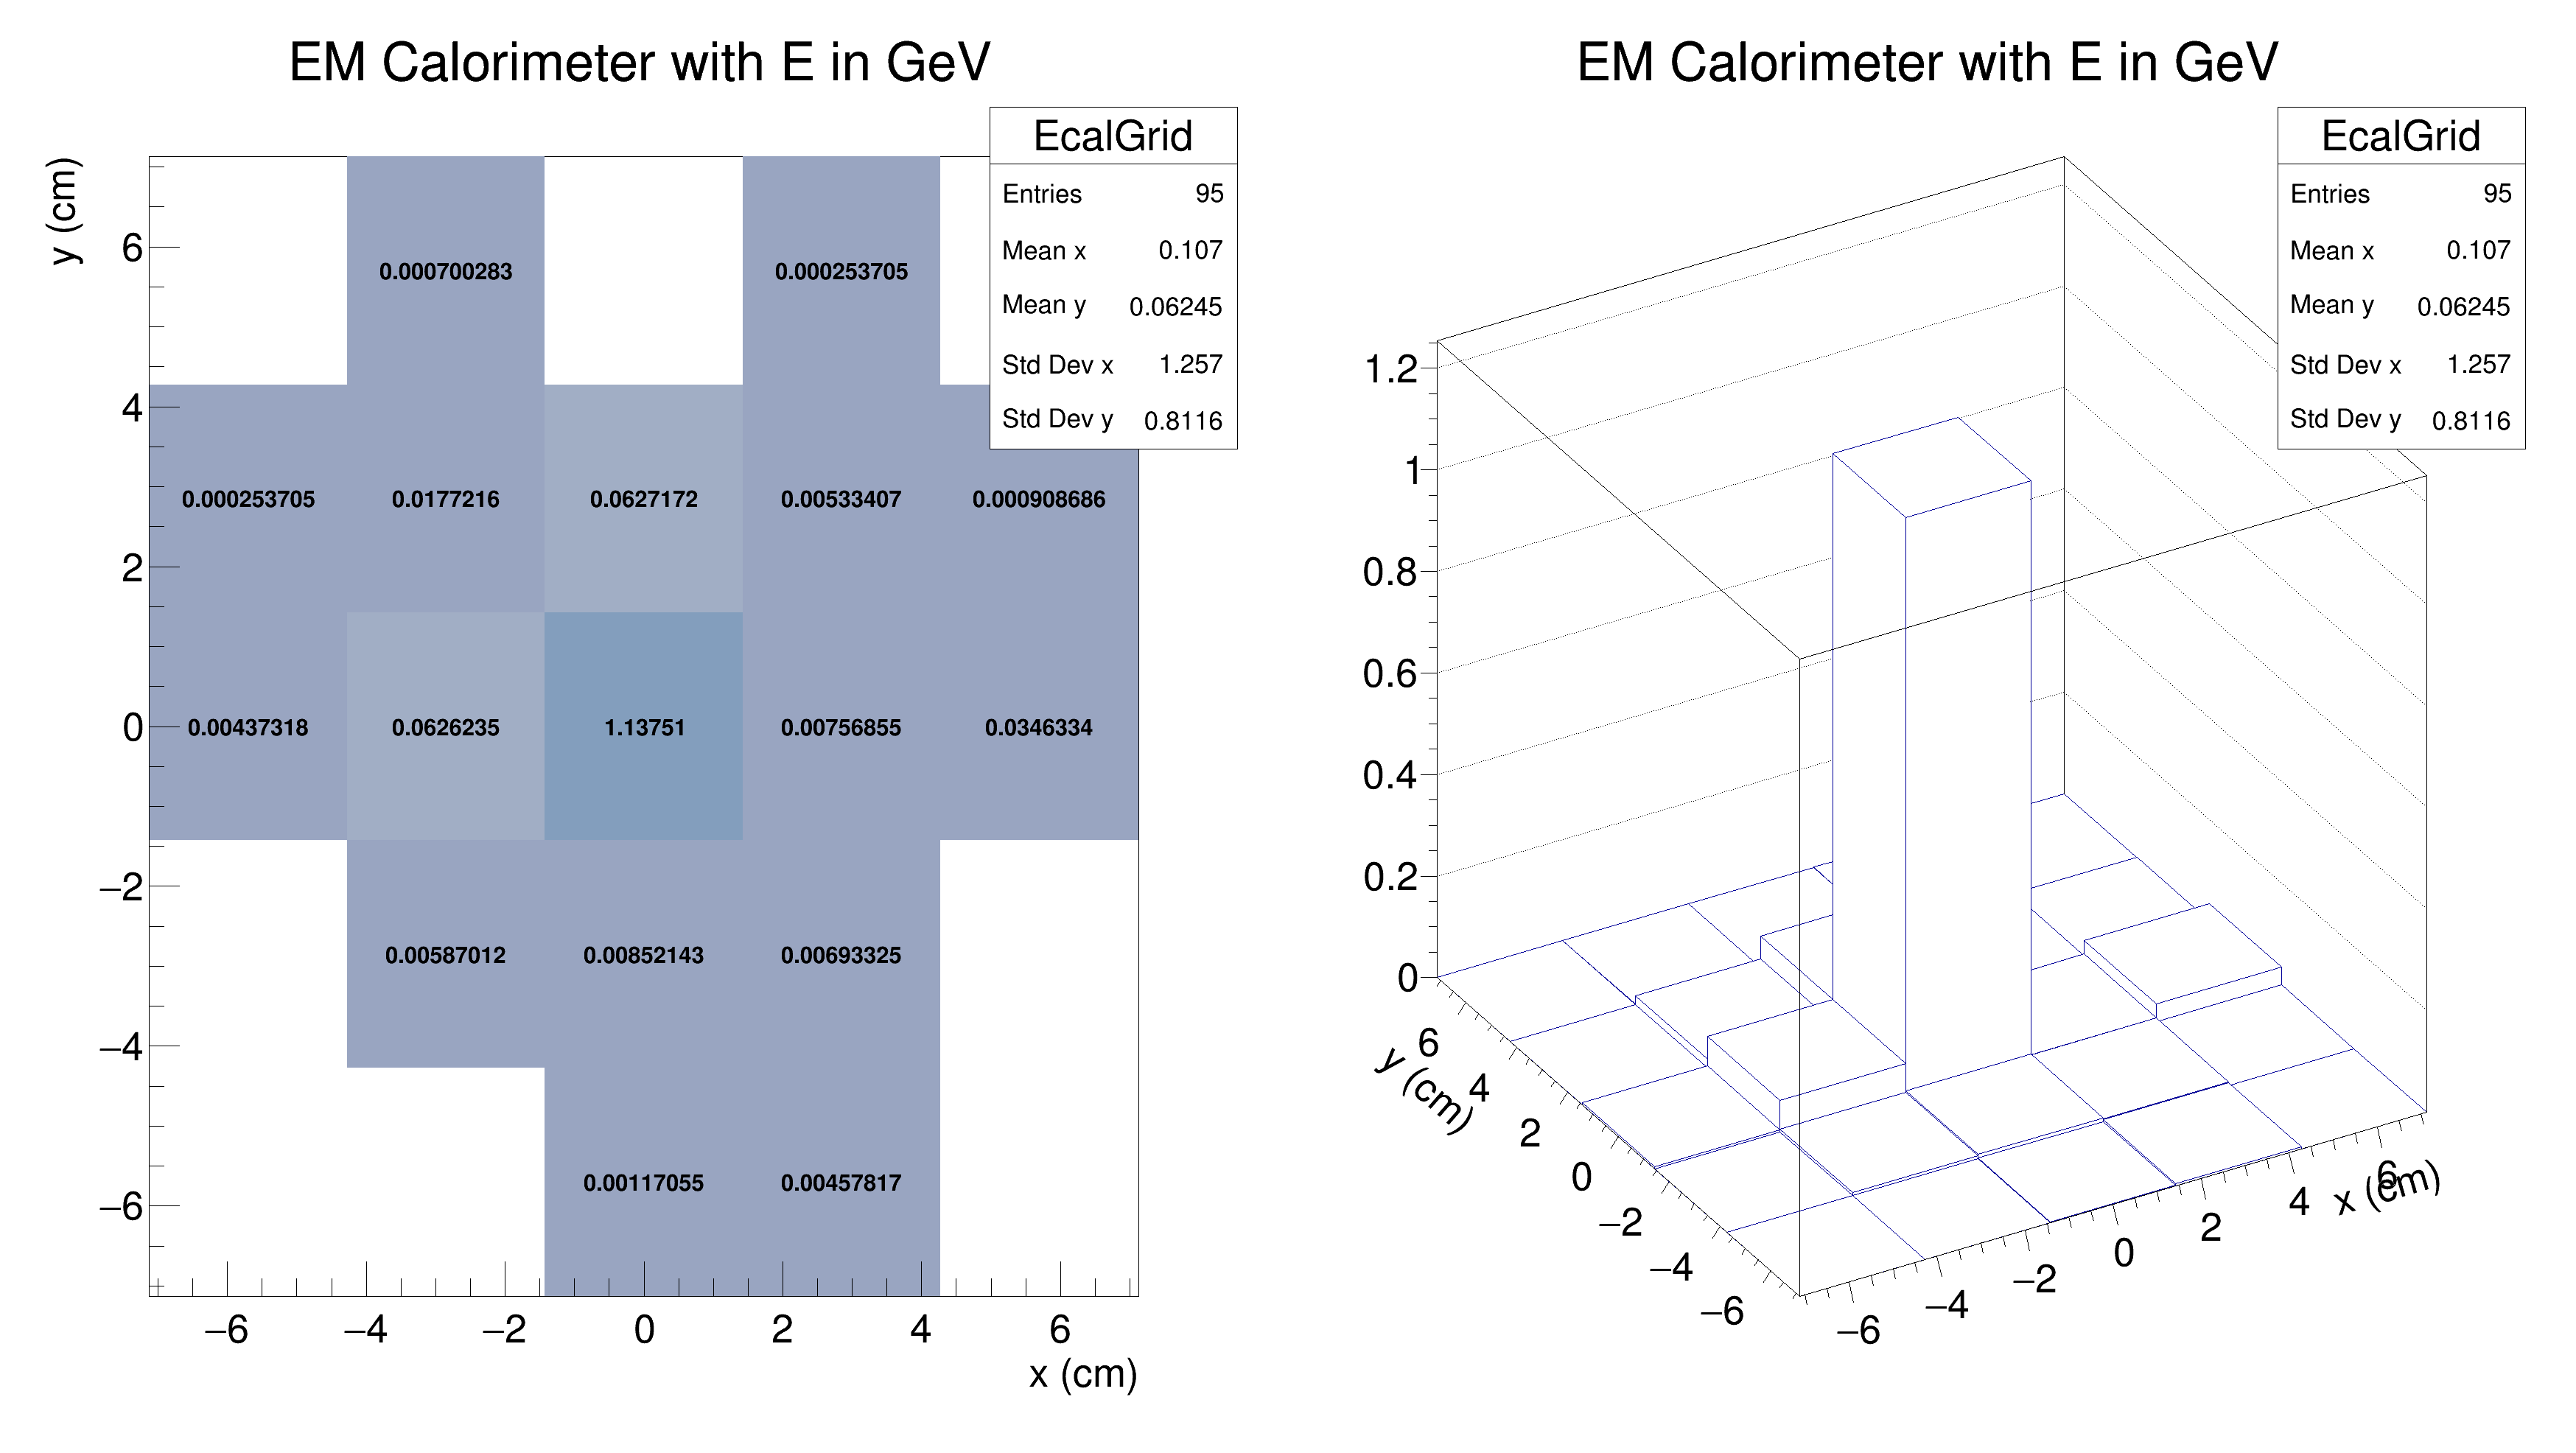 EM Calorimeter with E in GeV
EcalGrid
Entries 95
Mean x 0.107
Mean y 0.06245
Std Dev x 1.257
Std Dev y 0.8116
y (cm)
6
4
2
0
−2
−4
−6
0.000700283 0.000253705
0.000253705 0.0177216 0.0627172 0.00533407 0.000908686
0.00437318 0.0626235 1.13751 0.00756855 0.0346334
0.00587012 0.00852143 0.00693325
0.00117055 0.00457817
−6 −4 −2 0 2 4 6
x (cm)
EM Calorimeter with E in GeV
EcalGrid
Entries 95
Mean x 0.107
Mean y 0.06245
Std Dev x 1.257
Std Dev y 0.8116
1.2
1
0.8
0.6
0.4
0.2
0
6
4
2
0
−2
−4
−6
y (cm)
−6
−4
−2
0
2
4
6
x (cm)